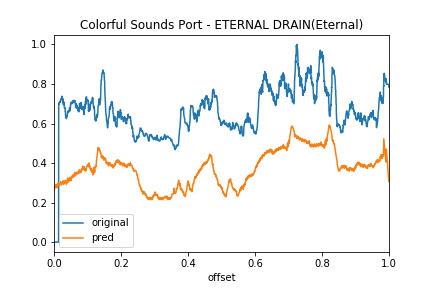 Colorful Sounds Port - ETERNAL DRAIN(Eternal)
1.0
0.8
0.6
0.4
0.2
0.0
original
pred
0.0 0.2 0.4 0.6 0.8 1.0
offset